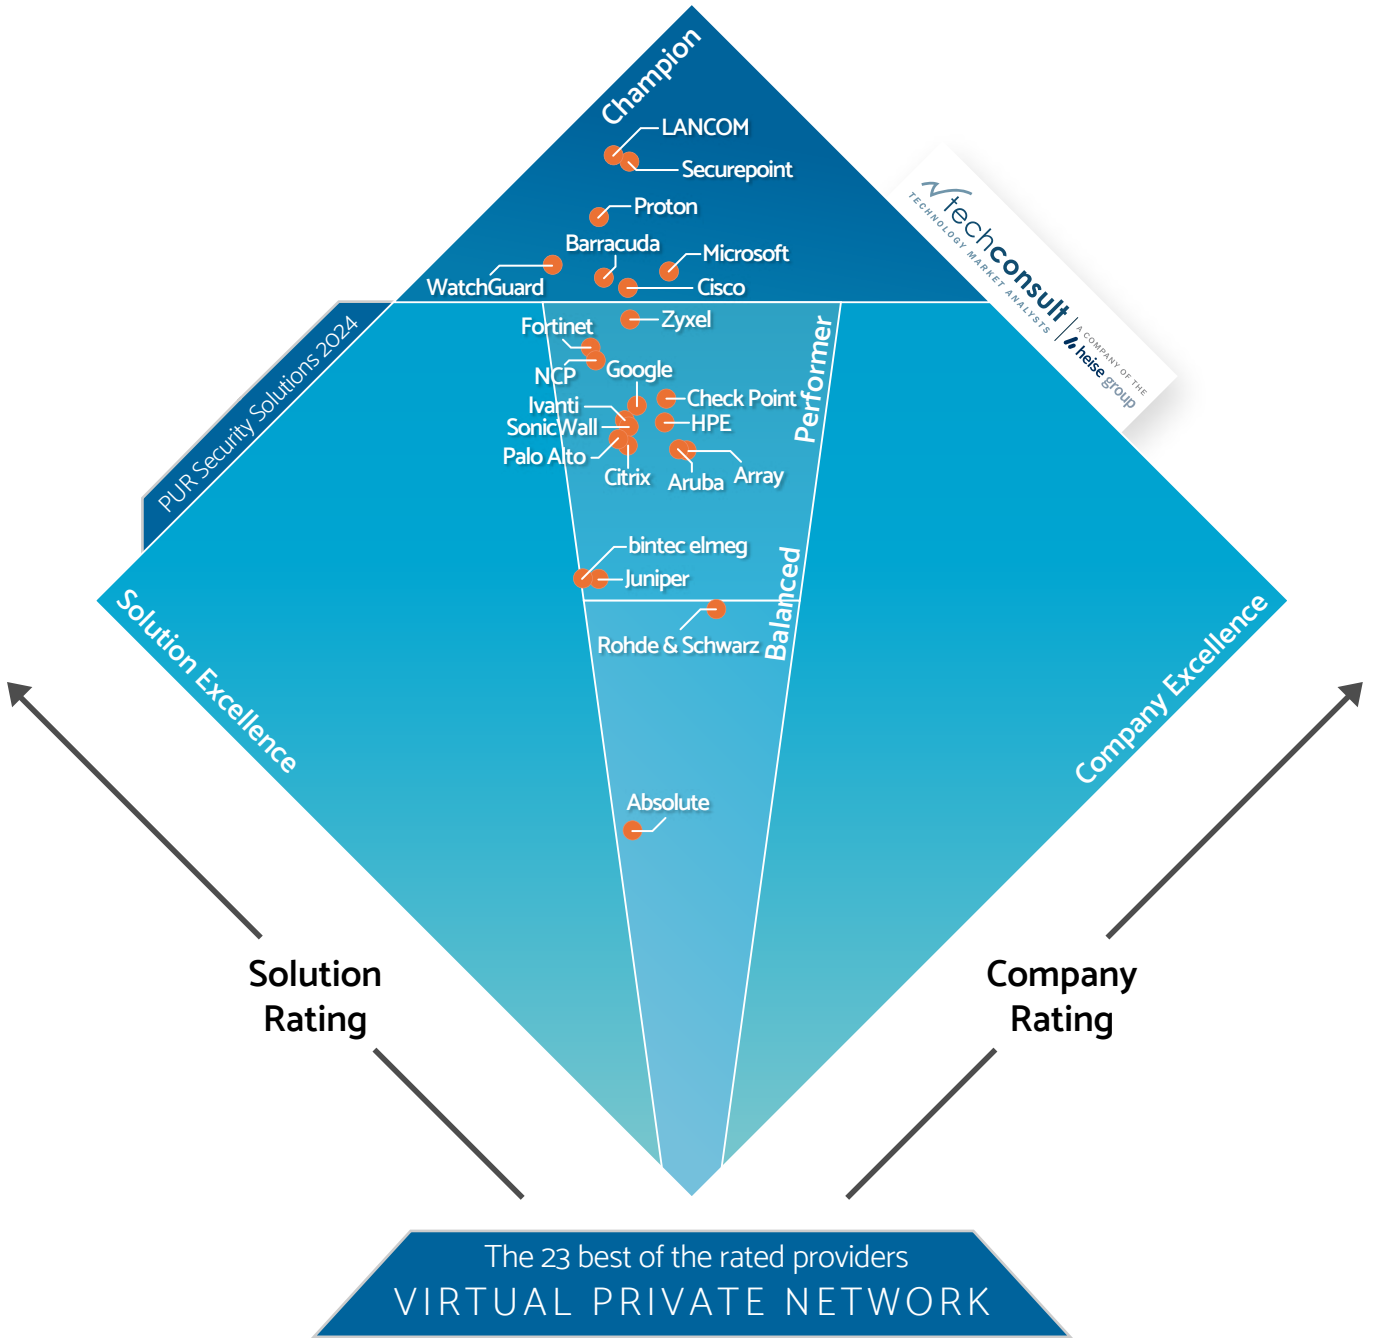 Champion
LANCOM
Securepoint
Proton
Barracuda
Microsoft
WatchGuard
Cisco
techconsult
TECHNOLOGY MARKET ANALYSTS
A COMPANY OF THE
heise group
PUR Security Solutions 2024
Zyxel
Fortinet
NCP
Google
Performer
Check Point
Ivanti
HPE
SonicWall
Palo Alto
Citrix
Aruba
Array
bintec elmeg
Juniper
Balanced
Rohde & Schwarz
Solution Excellence
Company Excellence
Absolute
Solution
Rating
Company
Rating
The 23 best of the rated providers
VIRTUAL PRIVATE NETWORK